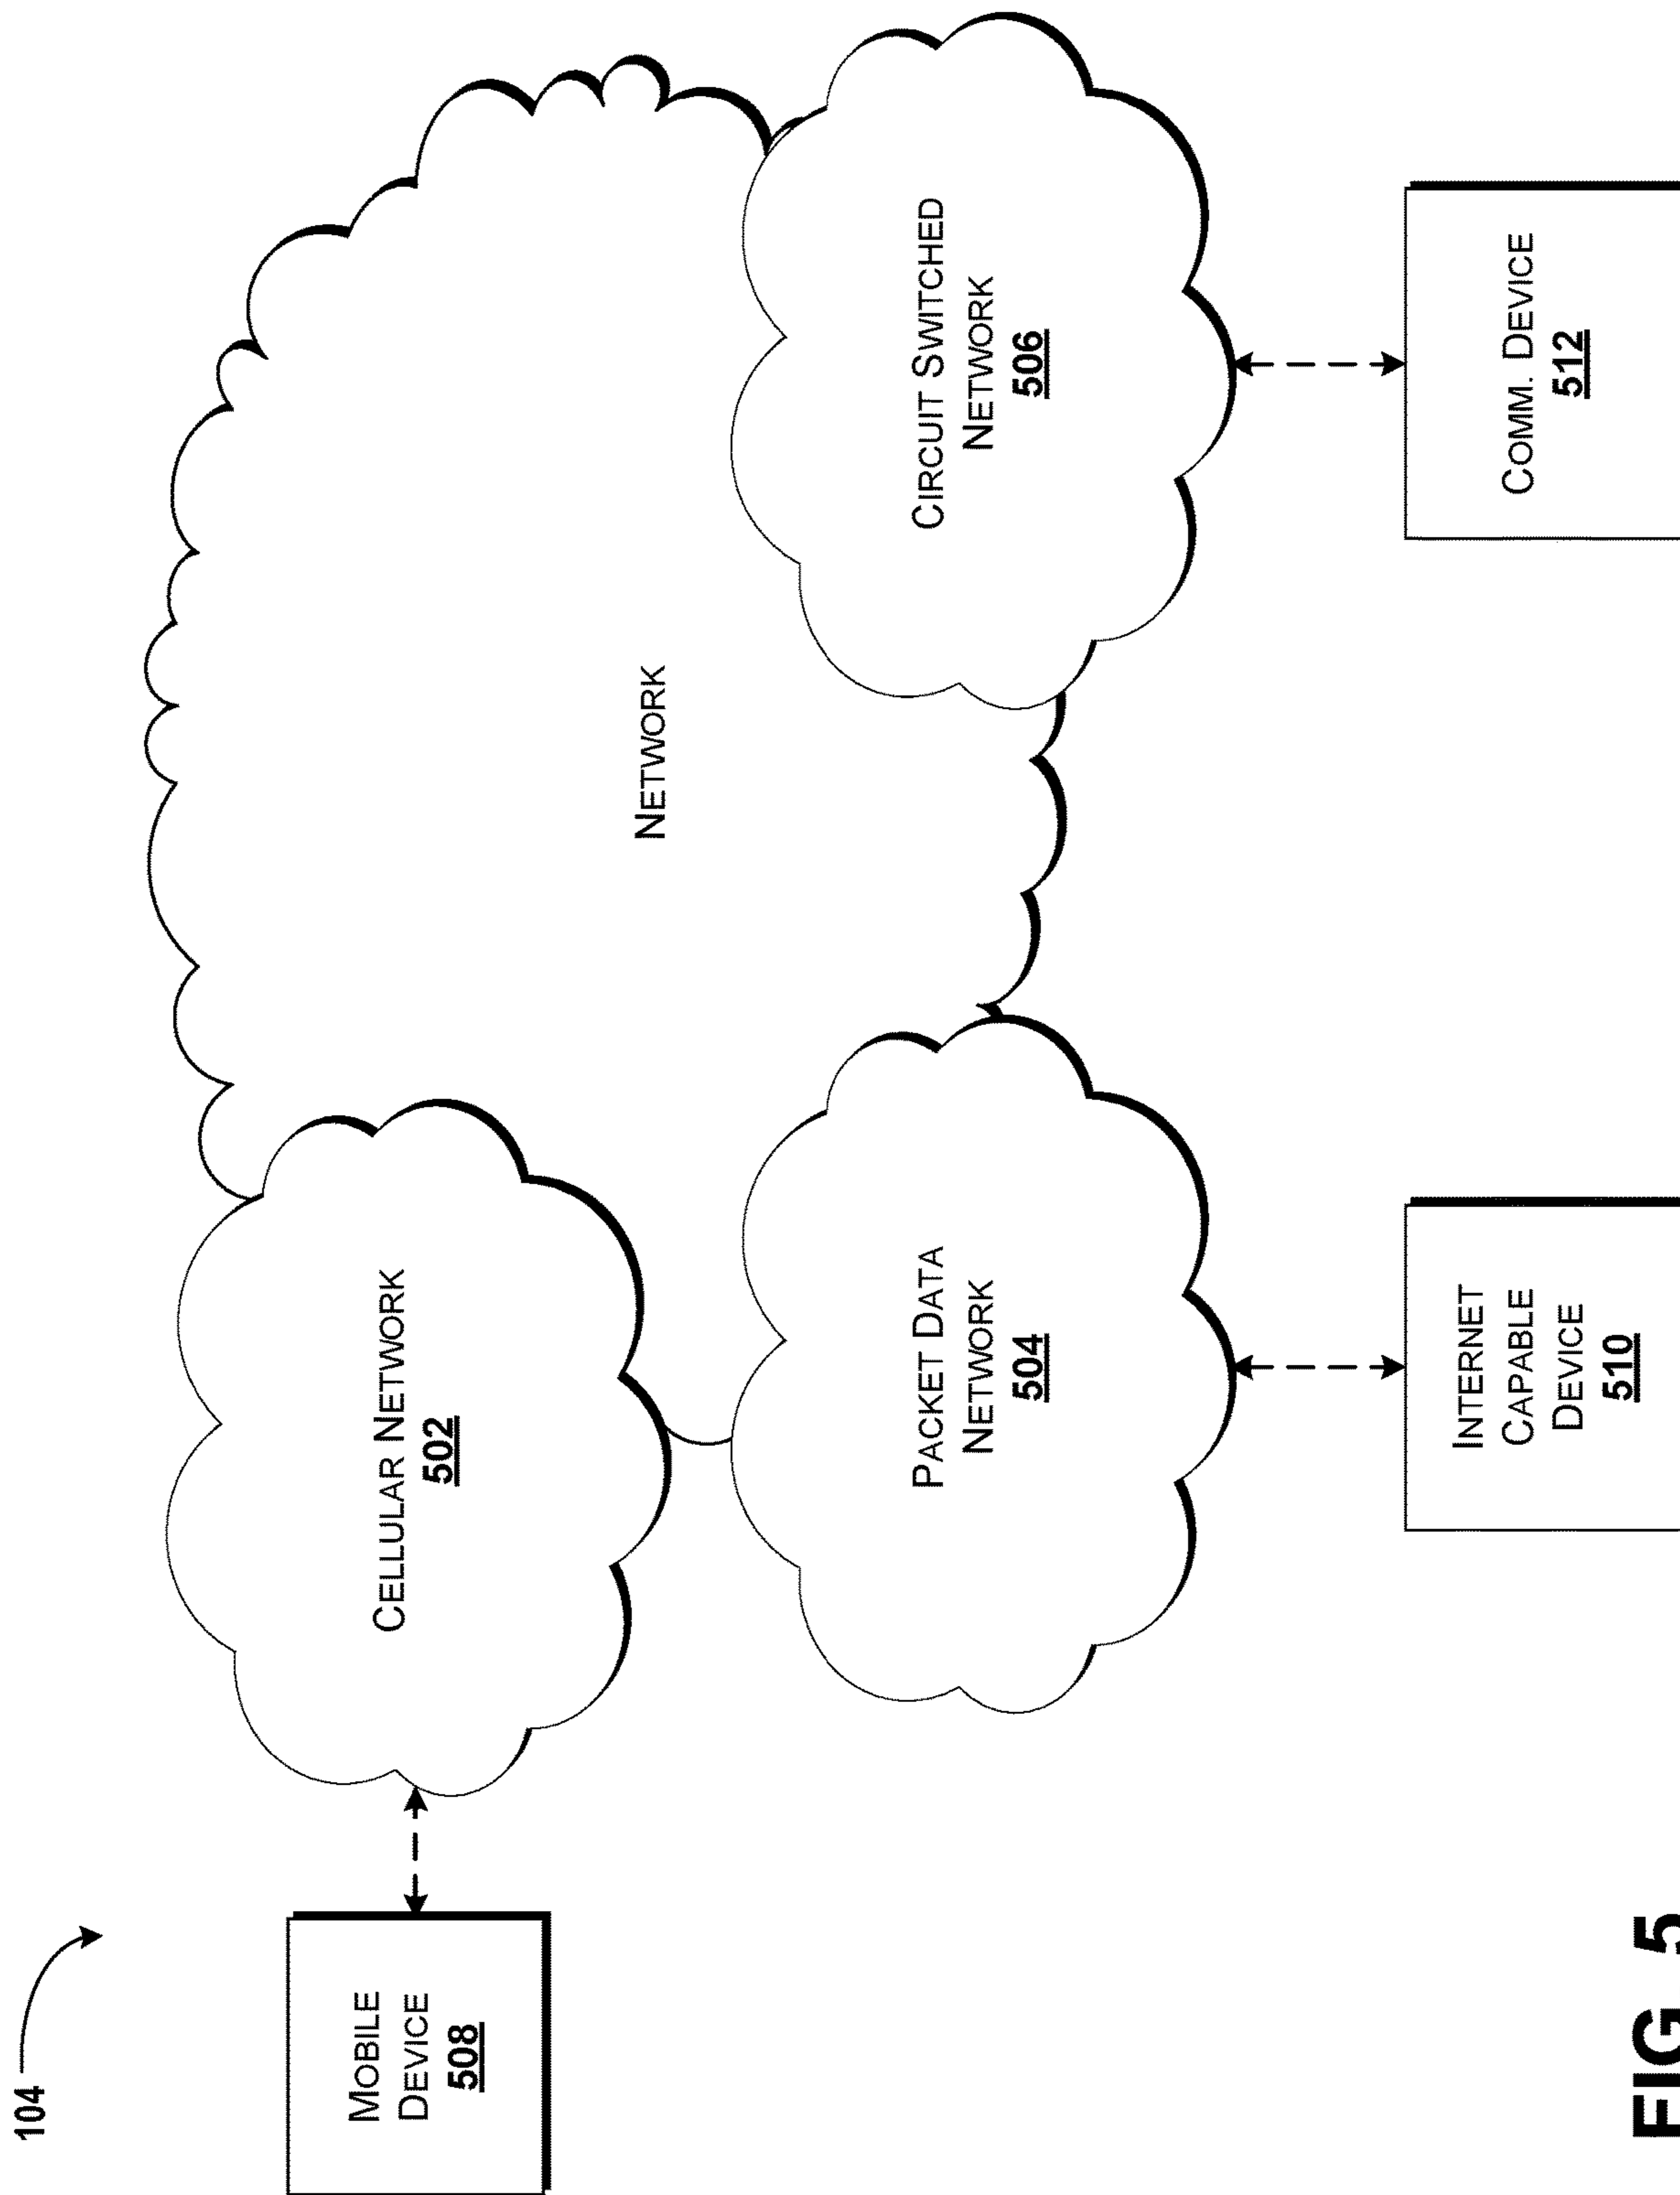 104
MOBILE
DEVICE
508
CELLULAR NETWORK
502
NETWORK
PACKET DATA
NETWORK
504
CIRCUIT SWITCHED
NETWORK
506
INTERNET
CAPABLE
DEVICE
510
COMM. DEVICE
512
FIG. 5